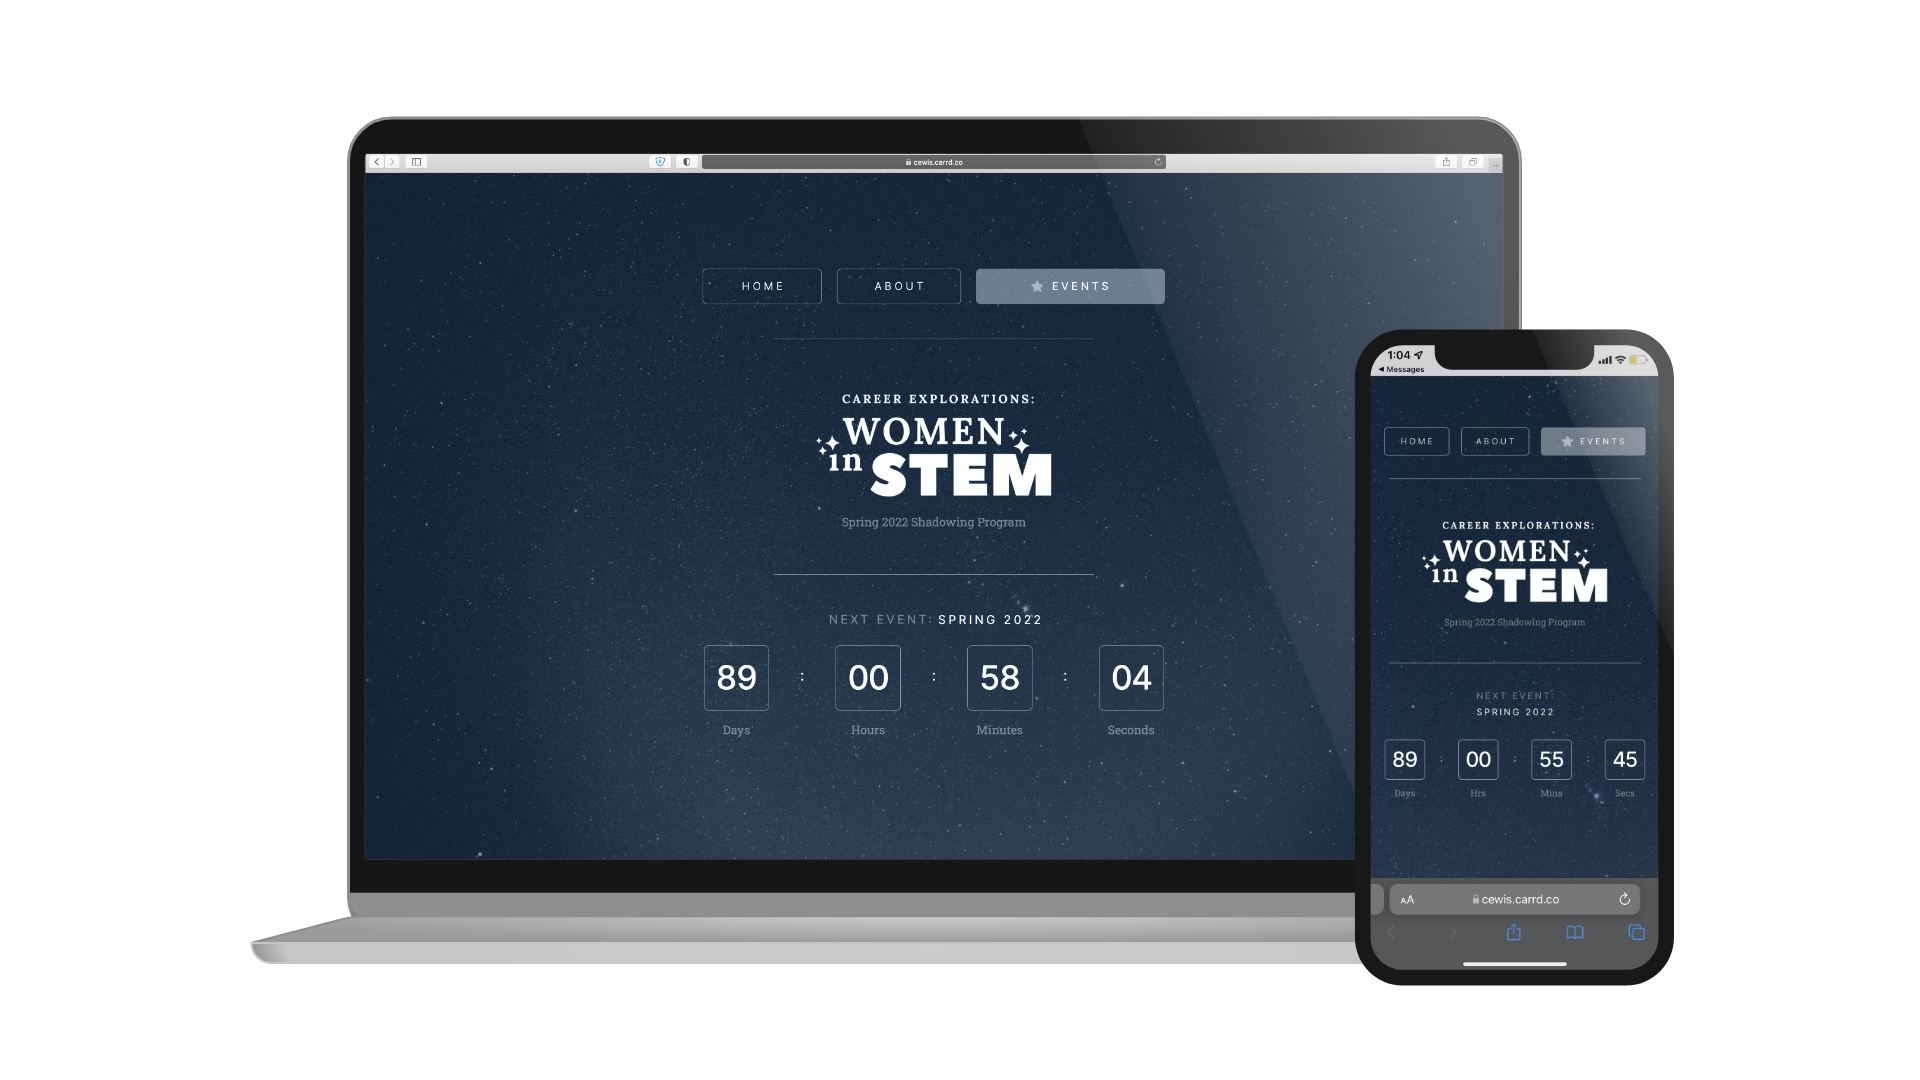 cewis.carrd.co
HOME ABOUT EVENTS
CAREER EXPLORATIONS:
WOMEN
in STEM
Spring 2022 Shadowing Program
NEXT EVENT: SPRING 2022
89 : 00 : 58 : 04
Days Hours Minutes Seconds
1:04
Messages
HOME ABOUT EVENTS
CAREER EXPLORATIONS:
WOMEN
in STEM
Spring 2022 Shadowing Program
NEXT EVENT:
SPRING 2022
89 : 00 : 55 : 45
Days Hrs Mins Secs
AA cewis.carrd.co